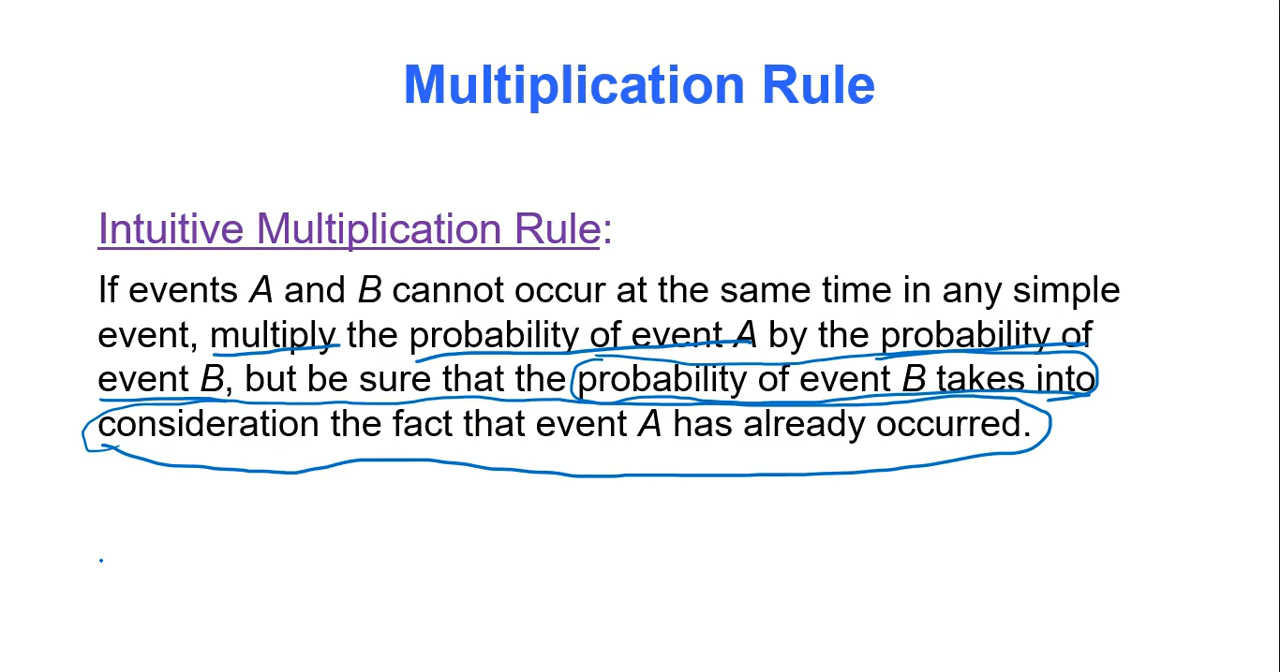 Multiplication Rule
Intuitive Multiplication Rule:
If events A and B cannot occur at the same time in any simple
event, multiply the probability of event A by the probability of
event B, but be sure that the probability of event B takes into
consideration the fact that event A has already occurred.